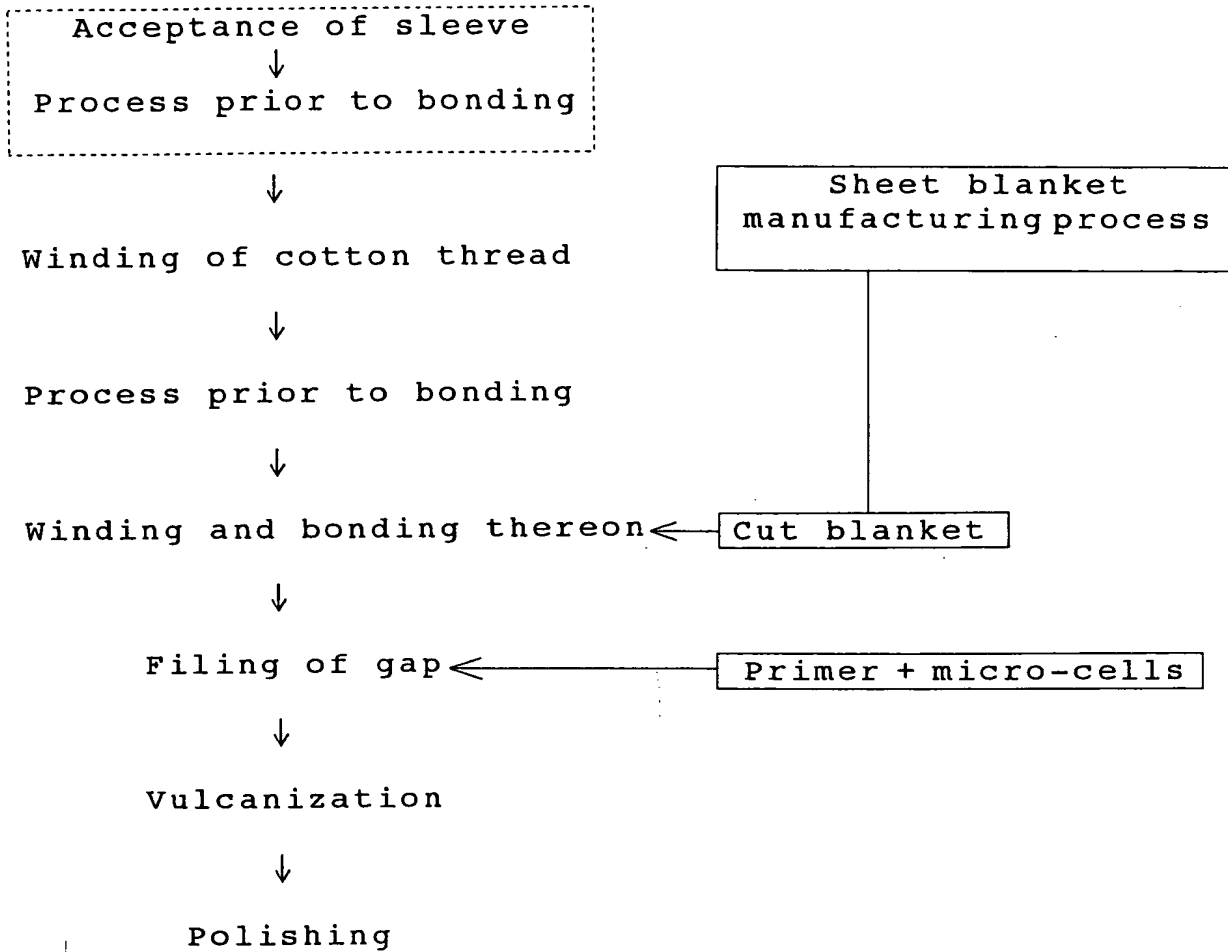 Acceptance of sleeve
↓
Process prior to bonding
↓
Winding of cotton thread
↓
Process prior to bonding
↓
Winding and bonding thereon
↓
Filing of gap
↓
Vulcanization
↓
Polishing
Sheet blanket
manufacturing process
Cut blanket
Primer + micro-cells